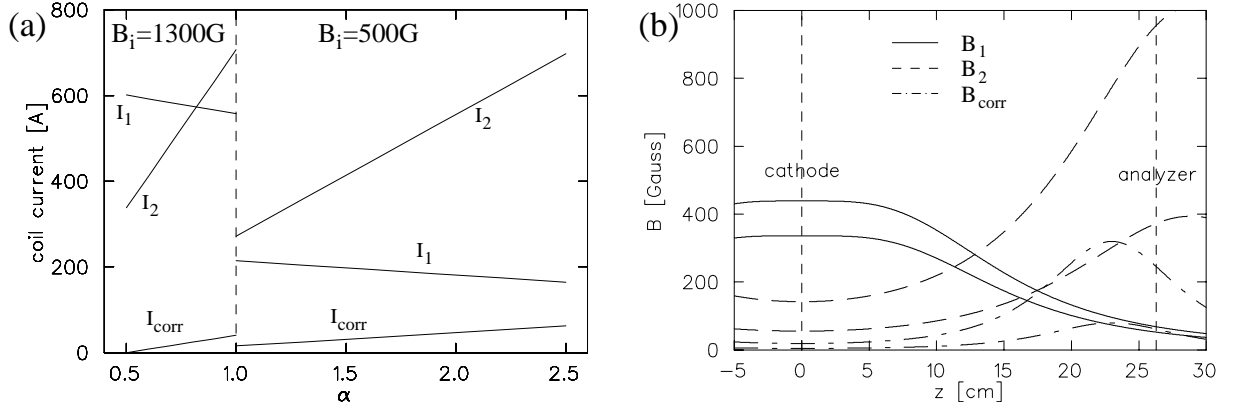 (a)
B_i=1300G
B_i=500G
coil current [A]
800
600
400
200
0
I_1
I_2
I_corr
I_2
I_1
I_corr
0.5
1.0
1.5
2.0
2.5
α
(b)
B [Gauss]
1000
800
600
400
200
0
B_1
B_2
B_corr
cathode
analyzer
-5
0
5
10
15
20
25
30
z [cm]